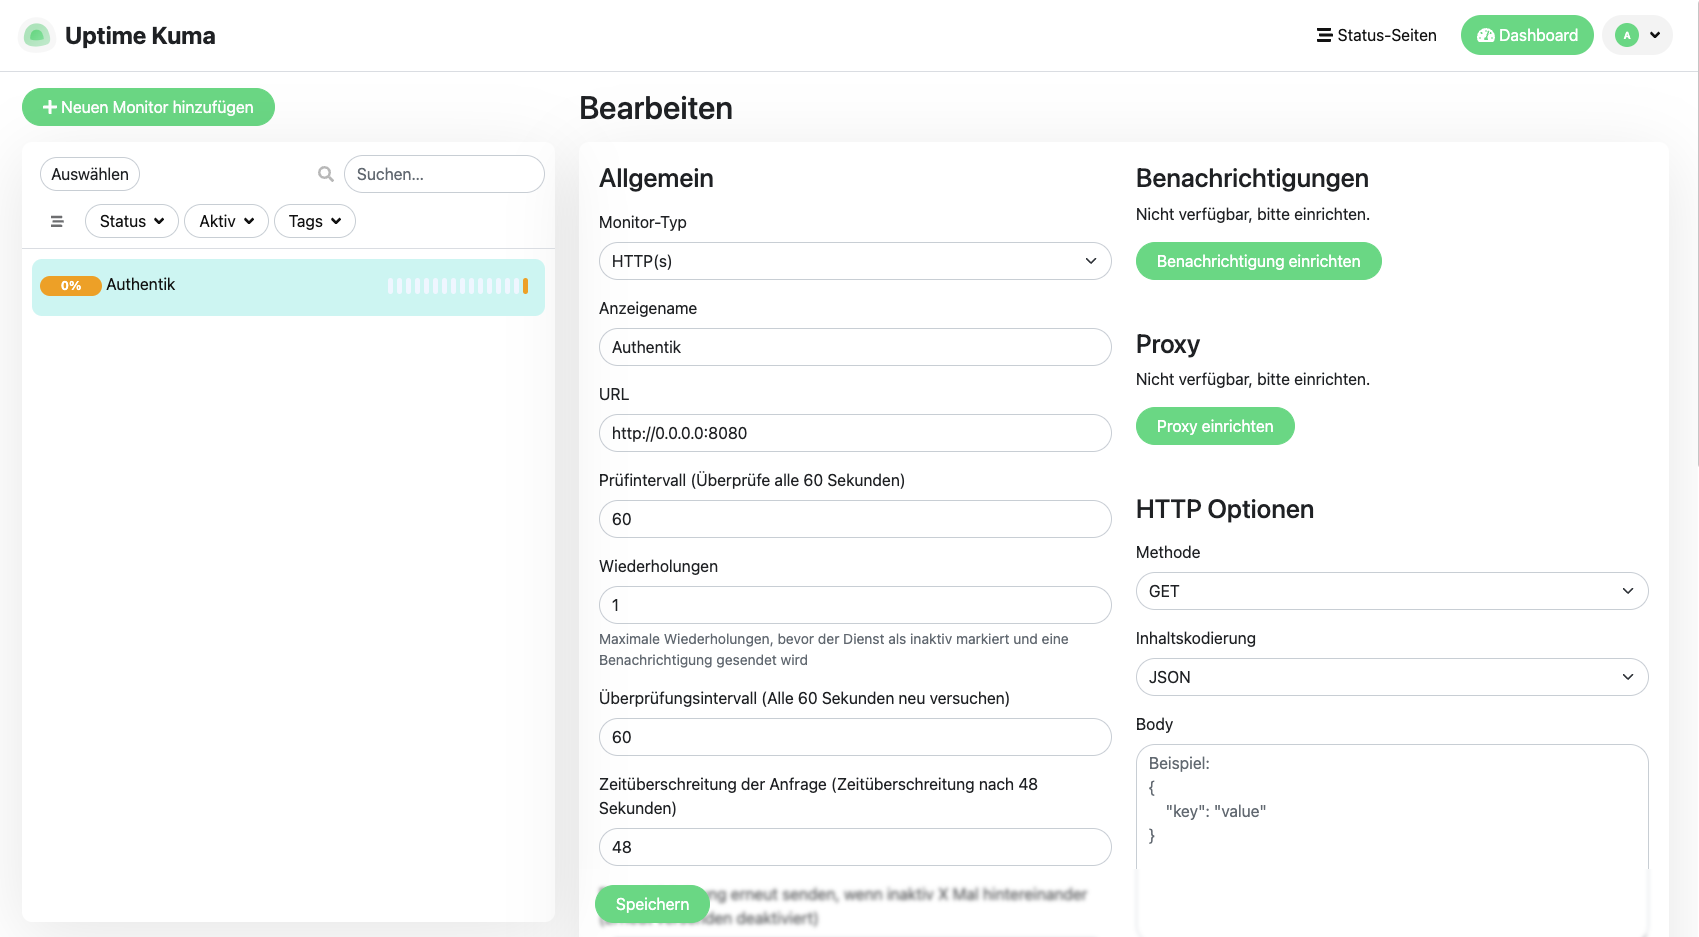 Uptime Kuma
Status-Seiten
Dashboard
A
Neuen Monitor hinzufügen
Auswählen
Suchen...
Status
Aktiv
Tags
0%
Authentik
Bearbeiten
Allgemein
Monitor-Typ
HTTP(s)
Anzeigename
Authentik
URL
http://0.0.0.0:8080
Prüfintervall (Überprüfe alle 60 Sekunden)
60
Wiederholungen
1
Maximale Wiederholungen, bevor der Dienst als inaktiv markiert und eine
Benachrichtigung gesendet wird
Überprüfungsintervall (Alle 60 Sekunden neu versuchen)
60
Zeitüberschreitung der Anfrage (Zeitüberschreitung nach 48
Sekunden)
48
erneut senden, wenn inaktiv X Mal hintereinander
deaktiviert)
Speichern
Benachrichtigungen
Nicht verfügbar, bitte einrichten.
Benachrichtigung einrichten
Proxy
Nicht verfügbar, bitte einrichten.
Proxy einrichten
HTTP Optionen
Methode
GET
Inhaltskodierung
JSON
Body
Beispiel:
{
"key": "value"
}